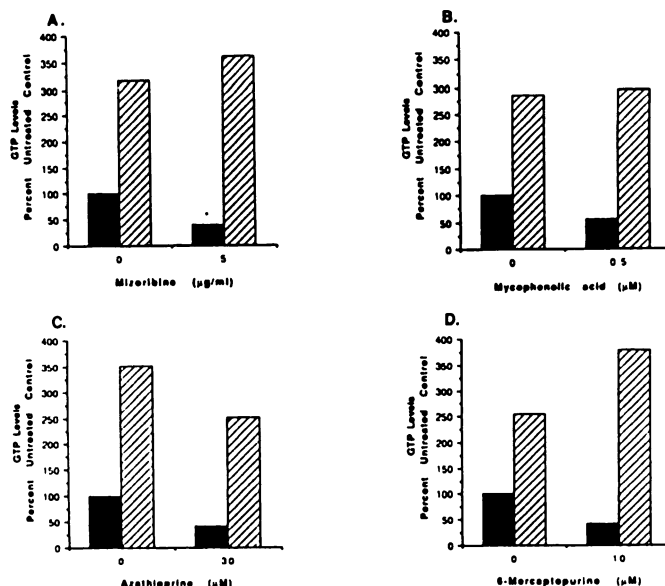 A.
GTP Levels
Percent Untreated Control
400
350
300
250
200
150
100
50
0
0
5
Mizoribine (µg/ml)
B.
GTP Levels
Percent Untreated Control
400
350
300
250
200
150
100
50
0
0
0 5
Mycophenolic acid (µM)
C.
GTP Levels
Percent Untreated Control
400
350
300
250
200
150
100
50
0
0
30
Azathioprine (µM)
D.
GTP Levels
Percent Untreated Control
400
350
300
250
200
150
100
50
0
0
10
6-Mercaptopurine (µM)